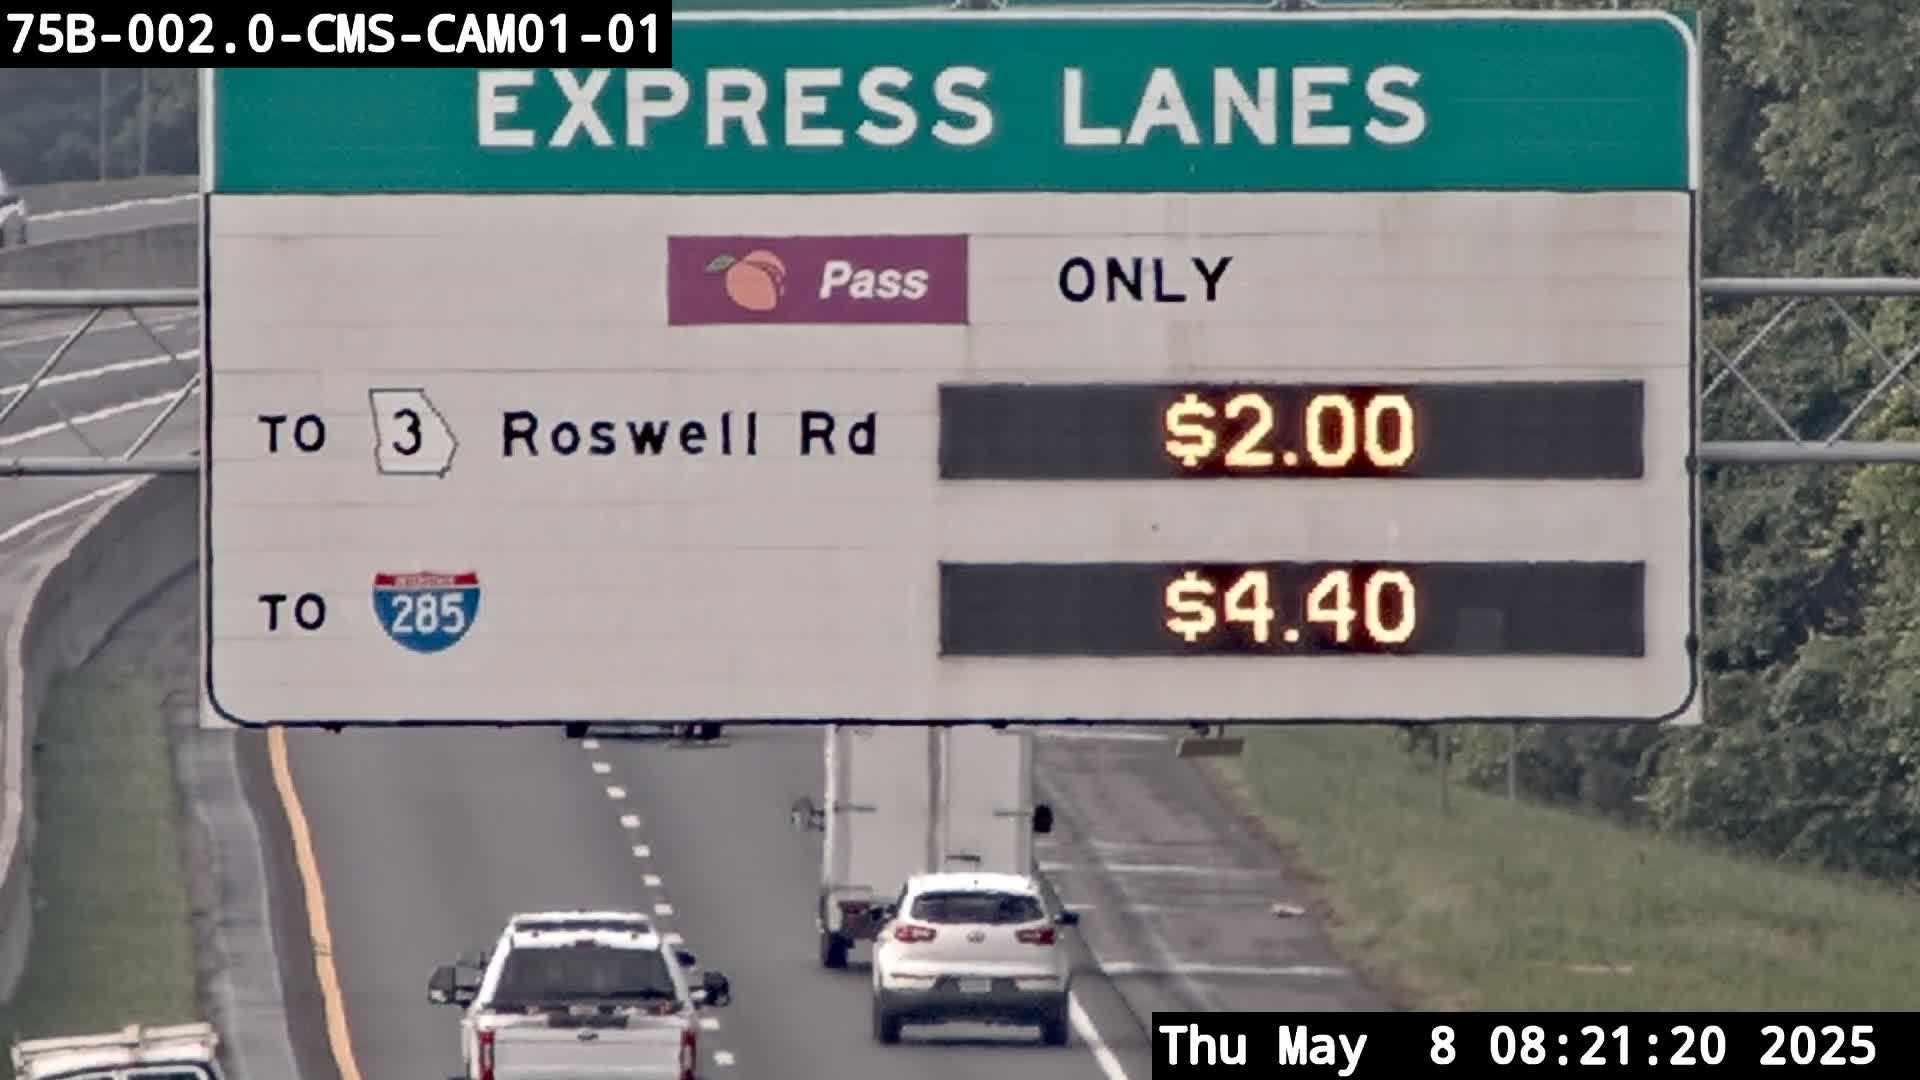 75B-002.0-CMS-CAM01-01
EXPRESS LANES
Pass ONLY
TO 3 Roswell Rd $2.00
INTERSTATE
TO 285 $4.40
Thu May 8 08:21:20 2025